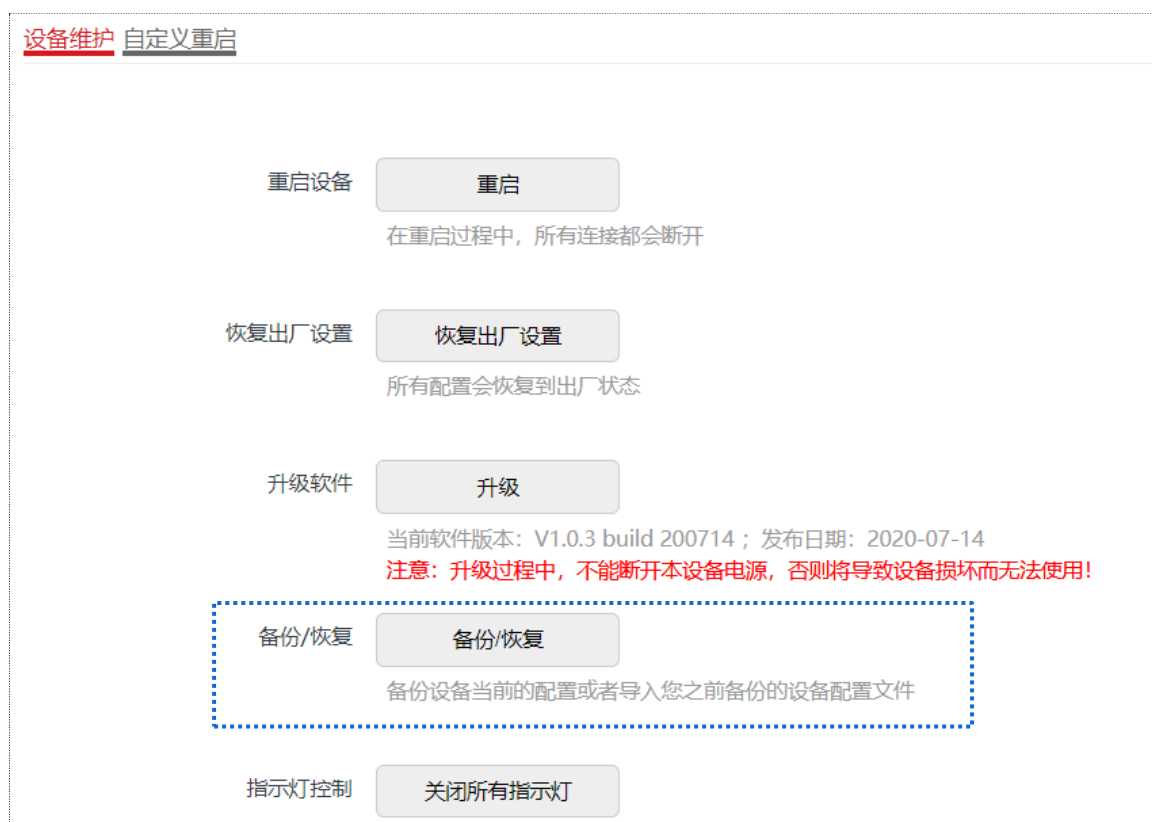 设备维护 自定义重启
重启设备 重启
在重启过程中，所有连接都会断开
恢复出厂设置 恢复出厂设置
所有配置会恢复到出厂状态
升级软件 升级
当前软件版本：V1.0.3 build 200714 ；发布日期：2020-07-14
注意：升级过程中，不能断开本设备电源，否则将导致设备损坏而无法使用！
备份/恢复 备份/恢复
备份设备当前的配置或者导入您之前备份的设备配置文件
指示灯控制 关闭所有指示灯